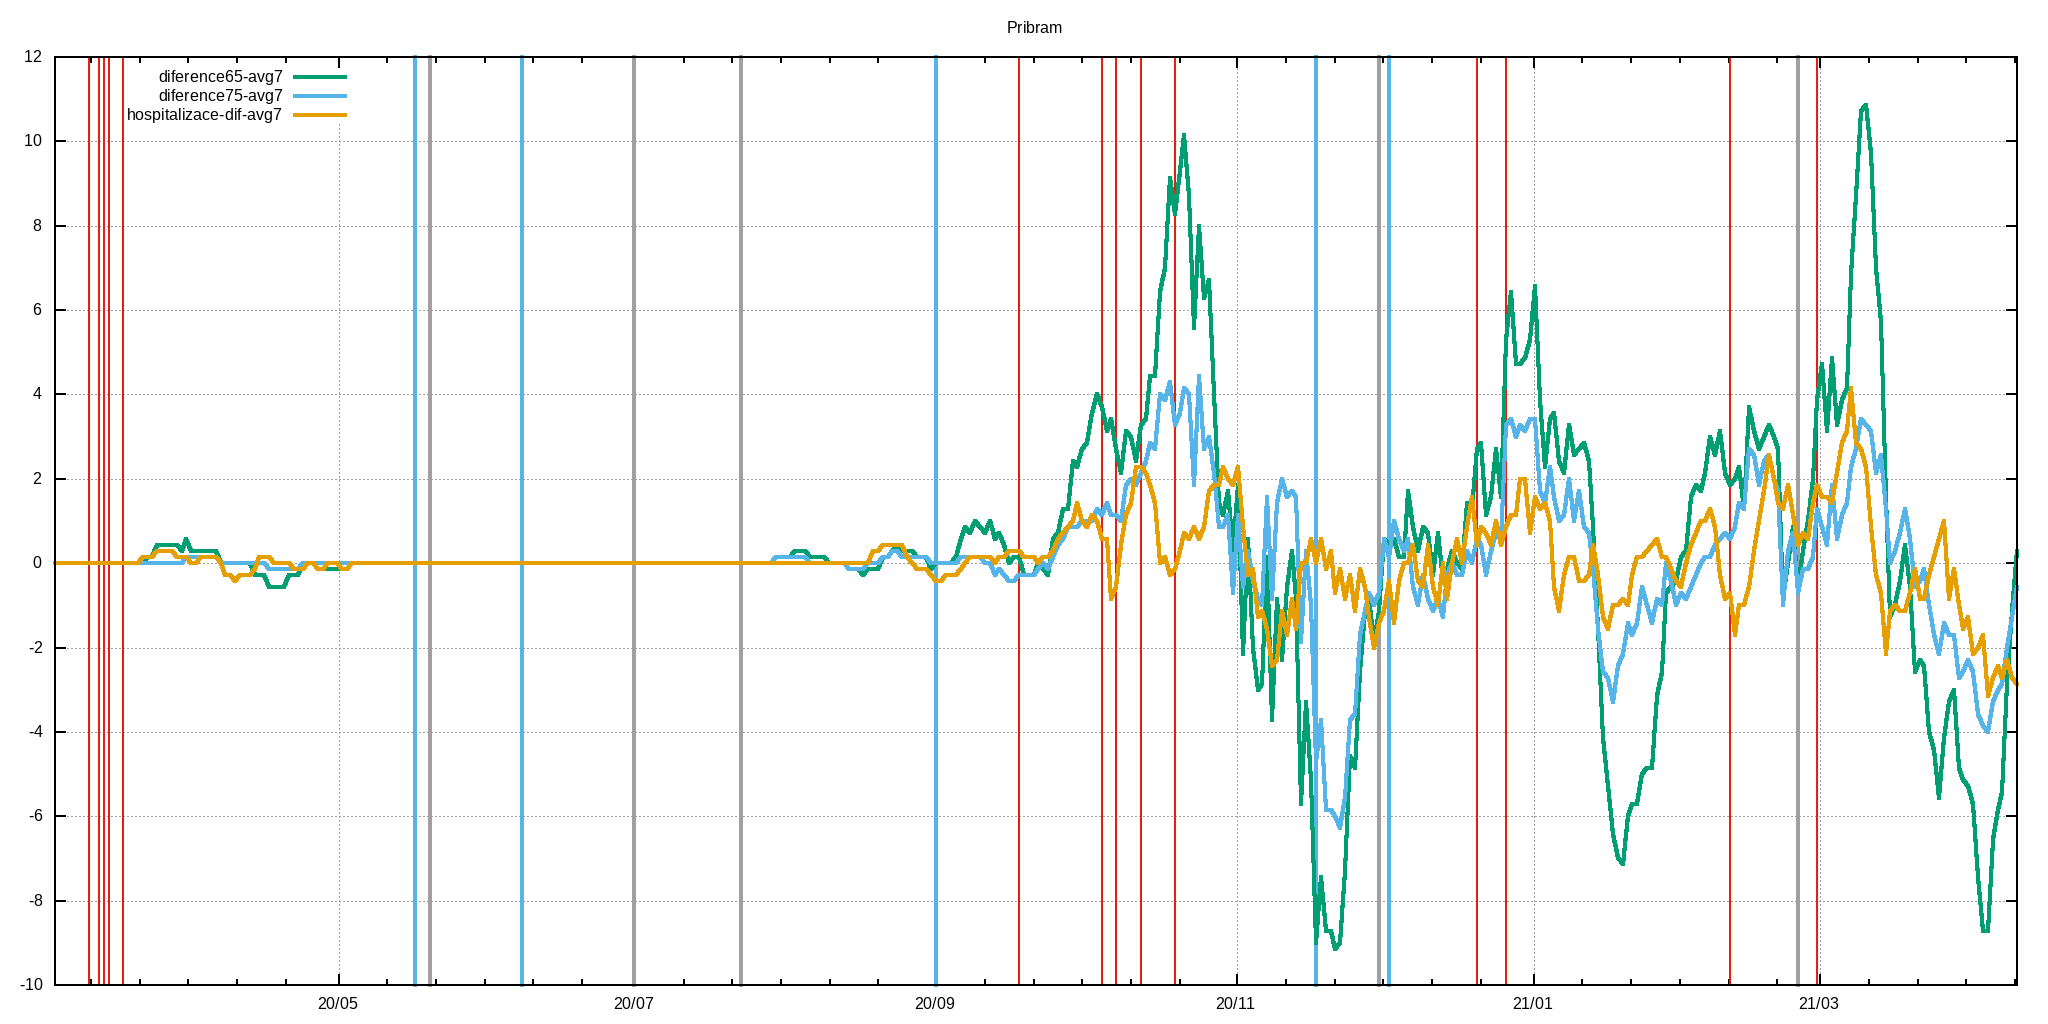 Pribram
12
diference65-avg7
diference75-avg7
hospitalizace-dif-avg7
10
8
6
4
2
0
-2
-4
-6
-8
-10
20/05 20/07 20/09 20/11 21/01 21/03